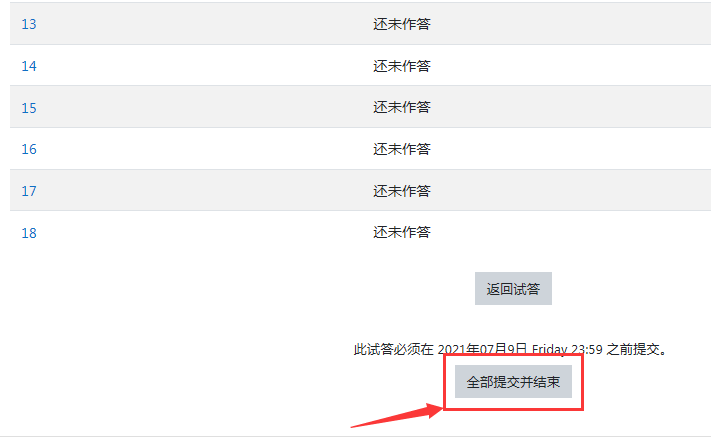 13 还未作答
14 还未作答
15 还未作答
16 还未作答
17 还未作答
18 还未作答
返回试答
此试答必须在 2021年07月9日 Friday 23:59 之前提交。
全部提交并结束